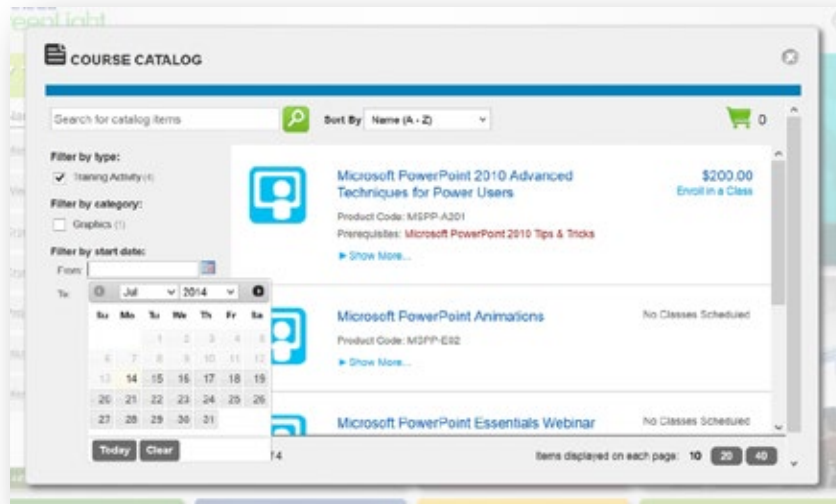 COURSE CATALOG
Search for catalog items
Sort By Name (A - Z)
0
Filter by type:
Training Activity (4)
Filter by category:
Graphics (1)
Filter by start date:
From:
To:
Jul 2014
Su Mo Tu We Th Fr Sa
1 2 3 4 5
6 7 8 9 10 11 12
13 14 15 16 17 18 19
20 21 22 23 24 25 26
27 28 29 30 31
Today Clear
Microsoft PowerPoint 2010 Advanced
Techniques for Power Users
$200.00
Enroll in a Class
Product Code: MSPP-A201
Prerequisites: Microsoft PowerPoint 2010 Tips & Tricks
Show More...
Microsoft PowerPoint Animations
No Classes Scheduled
Product Code: MSPP-E02
Show More...
Microsoft PowerPoint Essentials Webinar
No Classes Scheduled
Items displayed on each page: 10 20 40